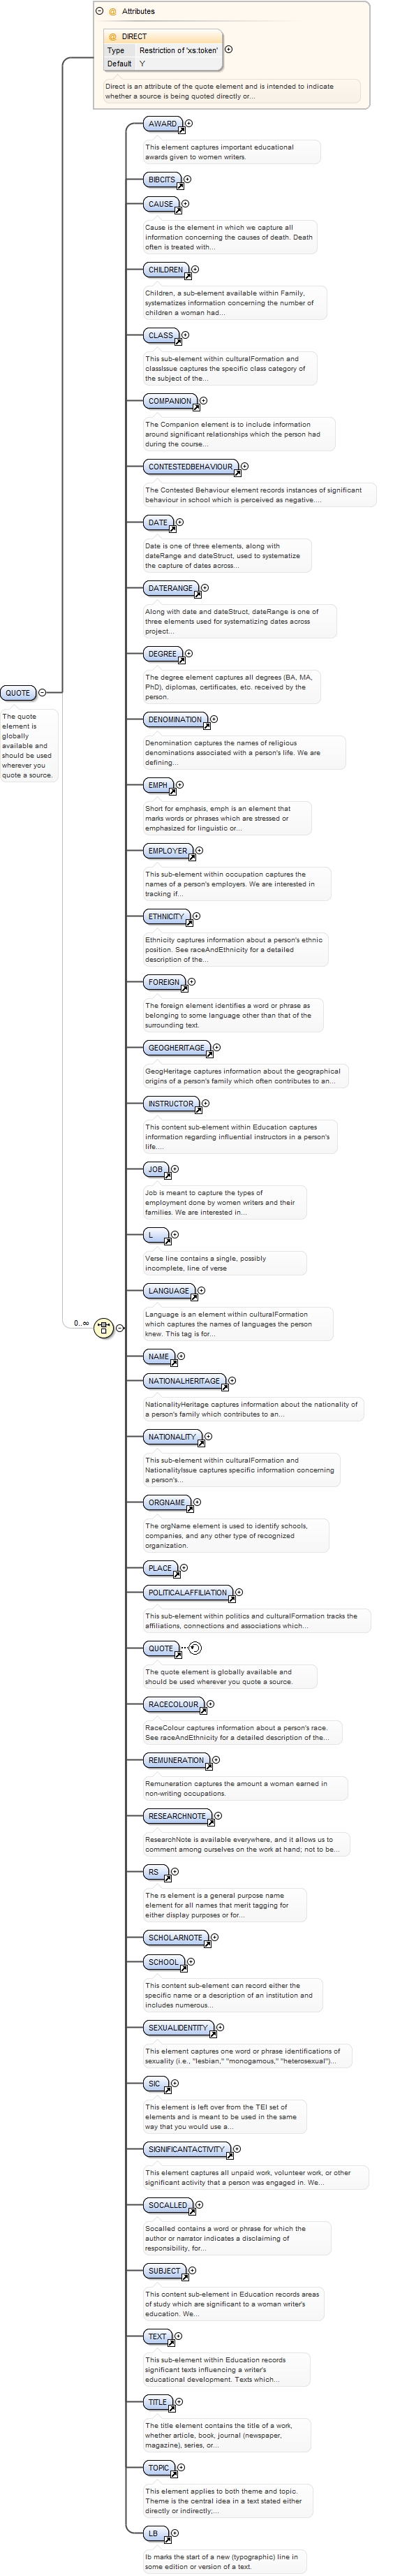 Attributes
DIRECT
Type Restriction of 'xs:token'
Default Y
Direct is an attribute of the quote element and is intended to indicate
whether a source is being quoted directly or...
AWARD
This element captures important educational
awards given to women writers.
BIBCITS
CAUSE
Cause is the element in which we capture all
information concerning the causes of death. Death
often is treated with...
CHILDREN
Children, a sub-element available within Family,
systematizes information concerning the number of
children a woman had...
CLASS
This sub-element within culturalFormation and
classIssue captures the specific class category of
the subject of the...
COMPANION
The Companion element is to include information
around significant relationships which the person had
during the course...
CONTESTEDBEHAVIOUR
The Contested Behaviour element records instances of significant
behaviour in school which is perceived as negative....
DATE
Date is one of three elements, along with
dateRange and dateStruct, used to systematize
the capture of dates across...
DATERANGE
Along with date and dateStruct, dateRange is one of
three elements used for systematizing dates across
project...
DEGREE
The degree element captures all degrees (BA, MA,
PhD), diplomas, certificates, etc. received by the
person.
QUOTE
The quote
element is
globally
available and
should be used
wherever you
quote a source.
DENOMINATION
Denomination captures the names of religious
denominations associated with a person's life. We are
defining...
EMPH
Short for emphasis, emph is an element that
marks words or phrases which are stressed or
emphasized for linguistic or...
EMPLOYER
This sub-element within occupation captures the
names of a person's employers. We are interested in
tracking if...
ETHNICITY
Ethnicity captures information about a person's ethnic
position. See raceAndEthnicity for a detailed
description of the...
FOREIGN
The foreign element identifies a word or phrase as
belonging to some language other than that of the
surrounding text.
GEOGHERITAGE
GeogHeritage captures information about the geographical
origins of a person's family which often contributes to an...
INSTRUCTOR
This content sub-element within Education captures
information regarding influential instructors in a person's
life....
JOB
Job is meant to capture the types of
employment done by women writers and their
families. We are interested in...
L
Verse line contains a single, possibly
incomplete, line of verse
LANGUAGE
Language is an element within culturalFormation
which captures the names of languages the person
knew. This tag is for...
0..∞
NAME
NATIONALHERITAGE
NationalityHeritage captures information about the nationality of
a person's family which contributes to an...
NATIONALITY
This sub-element within culturalFormation and
NationalityIssue captures specific information concerning
a person's...
ORGNAME
The orgName element is used to identify schools,
companies, and any other type of recognized
organization.
PLACE
POLITICALAFFILIATION
This sub-element within politics and culturalFormation tracks the
affiliations, connections and associations which...
QUOTE
The quote element is globally available and
should be used wherever you quote a source.
RACECOLOUR
RaceColour captures information about a person's race.
See raceAndEthnicity for a detailed description of the...
REMUNERATION
Remuneration captures the amount a woman earned in
non-writing occupations.
RESEARCHNOTE
ResearchNote is available everywhere, and it allows us to
comment among ourselves on the work at hand; not to be...
RS
The rs element is a general purpose name
element for all names that merit tagging for
either display purposes or for...
SCHOLARNOTE
SCHOOL
This content sub-element can record either the
specific name or a description of an institution and
includes numerous...
SEXUALIDENTITY
This element captures one word or phrase identifications of
sexuality (i.e., "lesbian," "monogamous," "heterosexual")...
SIC
This element is left over from the TEI set of
elements and is meant to be used in the same
way that you would use a...
SIGNIFICANTACTIVITY
This element captures all unpaid work, volunteer work, or other
significant activity that a person was engaged in. We...
SOCALLED
Socalled contains a word or phrase for which the
author or narrator indicates a disclaiming of
responsibility, for...
SUBJECT
This content sub-element in Education records areas
of study which are significant to a woman writer's
education. We...
TEXT
This sub-element within Education records
significant texts influencing a writer's
educational development. Texts which...
TITLE
The title element contains the title of a work,
whether article, book, journal (newspaper,
magazine), series, or...
TOPIC
This element applies to both theme and topic.
Theme is the central idea in a text stated either
directly or indirectly;...
LB
lb marks the start of a new (typographic) line in
some edition or version of a text.